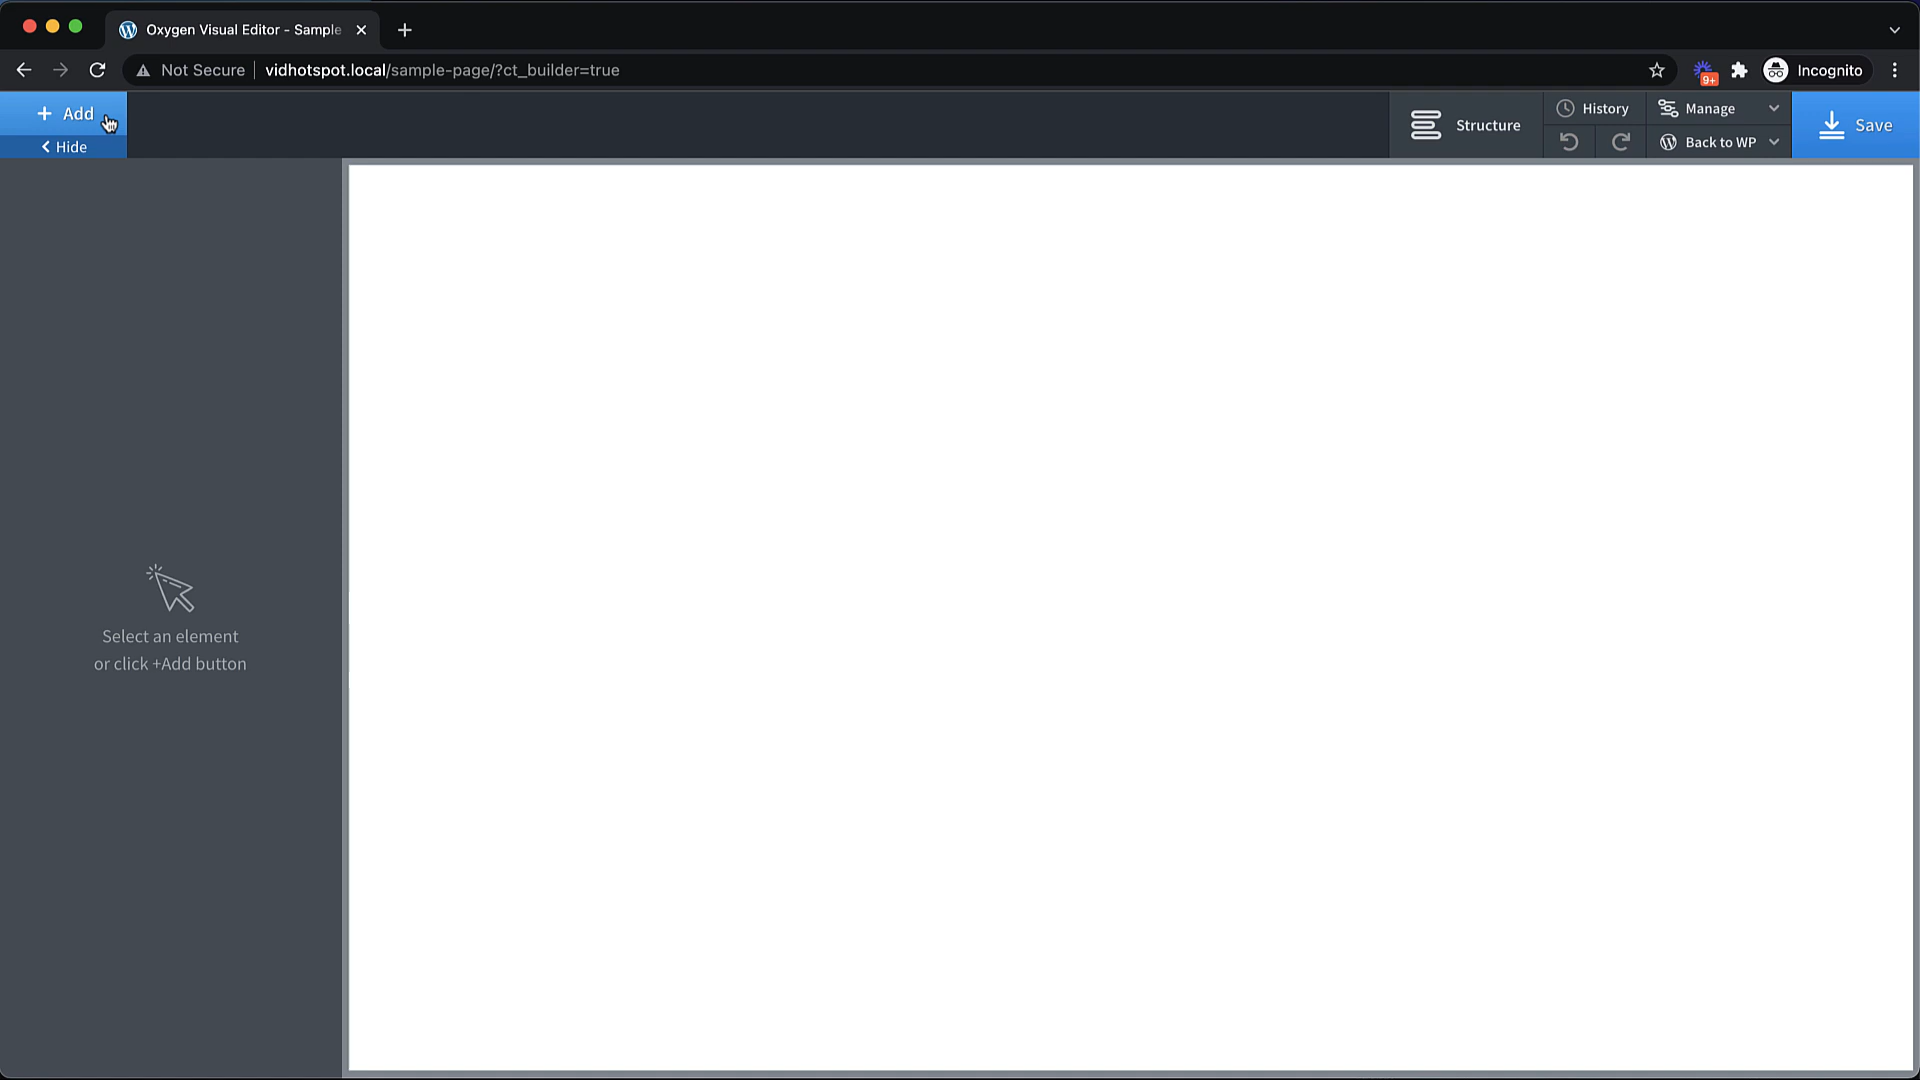 Oxygen Visual Editor - Sample
Not Secure
vidhotspot.local/sample-page/?ct_builder=true
9+
Incognito
+ Add
< Hide
Structure
History
Manage
Back to WP
Save
Select an element
or click +Add button